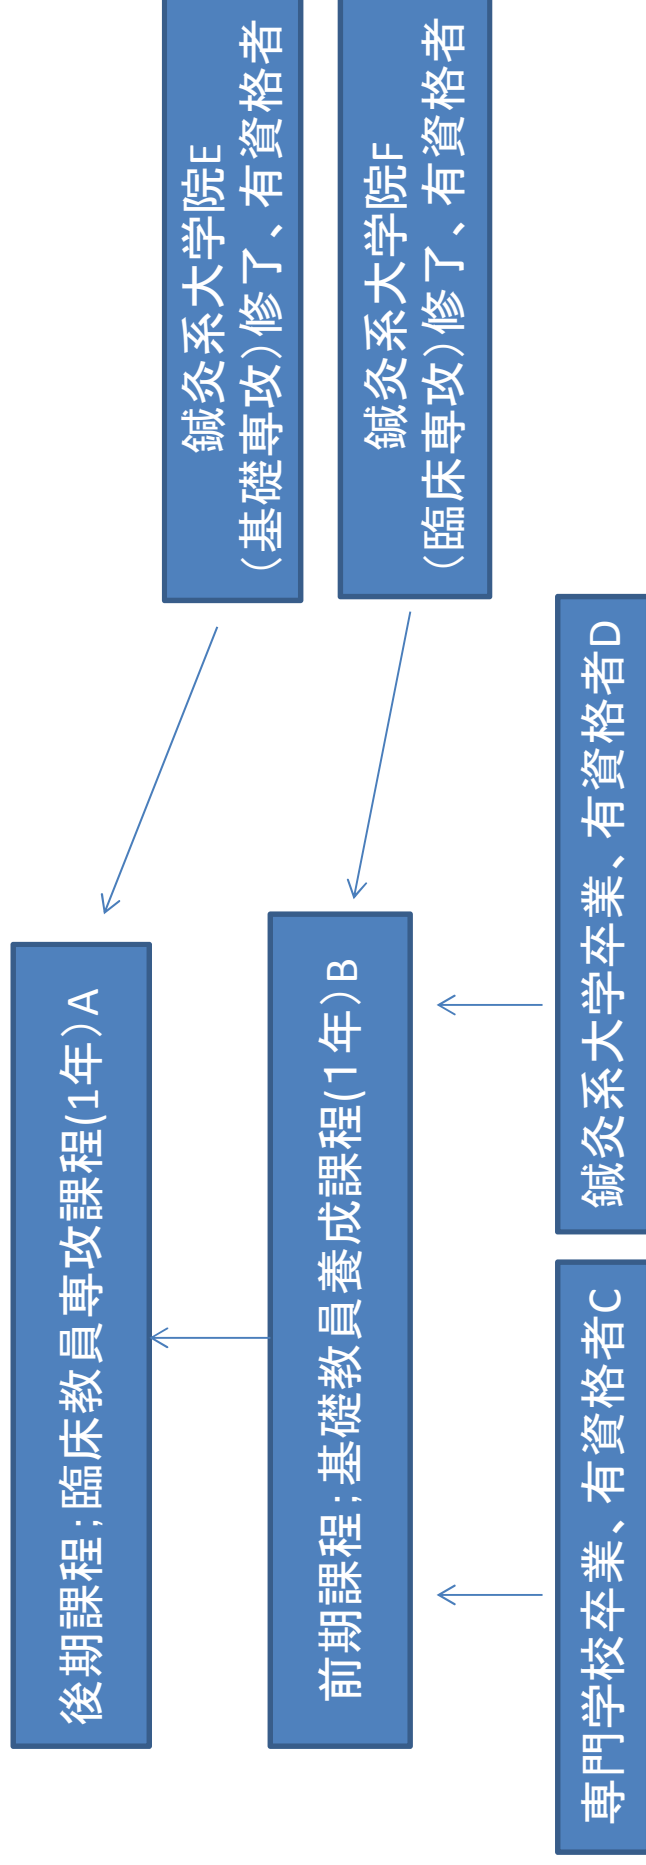 後期課程;臨床教員専攻課程(1年)A
前期課程;基礎教員養成課程(1年)B
専門学校卒業、有資格者C
鍼灸系大学卒業、有資格者D
鍼灸系大学院E
(基礎専攻)修了、有資格者
鍼灸系大学院F
(臨床専攻)修了、有資格者